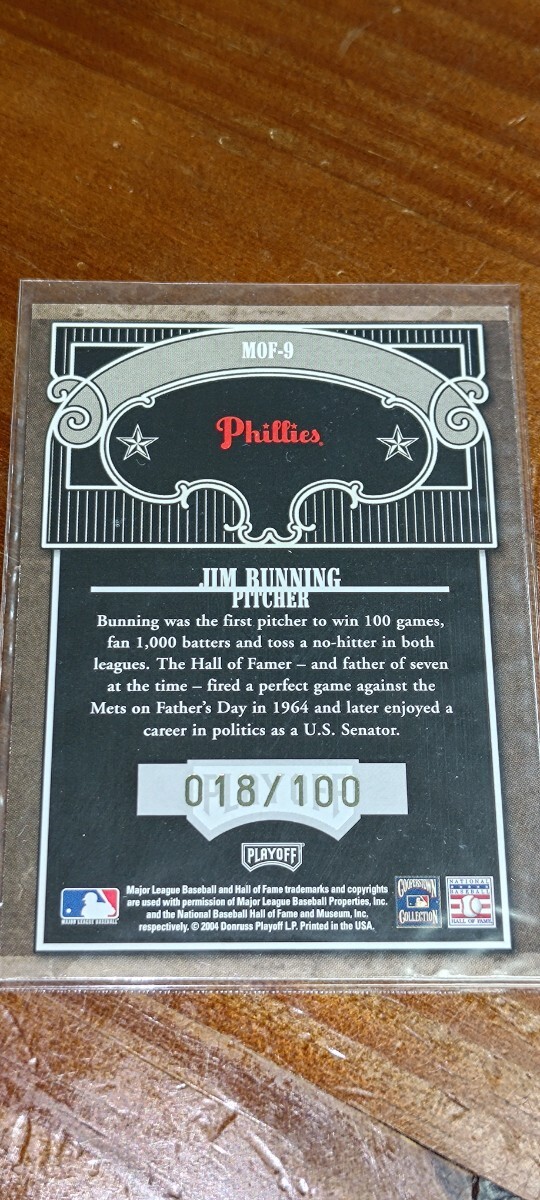 MOF-9
Phillies
JIM BUNNING
PITCHER
Bunning was the first pitcher to win 100 games,
fan 1,000 batters and toss a no-hitter in both
leagues. The Hall of Famer – and father of seven
at the time – fired a perfect game against the
Mets on Father's Day in 1964 and later enjoyed a
career in politics as a U.S. Senator.
PLAYOFF
018/100
PLAYOFF
Major League Baseball and Hall of Fame trademarks and copyrights
are used with permission of Major League Baseball Properties, Inc.
and the National Baseball Hall of Fame and Museum, Inc.
respectively. © 2004 Donruss Playoff L.P. Printed in the USA.
MAJOR LEAGUE BASEBALL
COOPERSTOWN
COLLECTION
NATIONAL
BASEBALL
HALL OF FAME